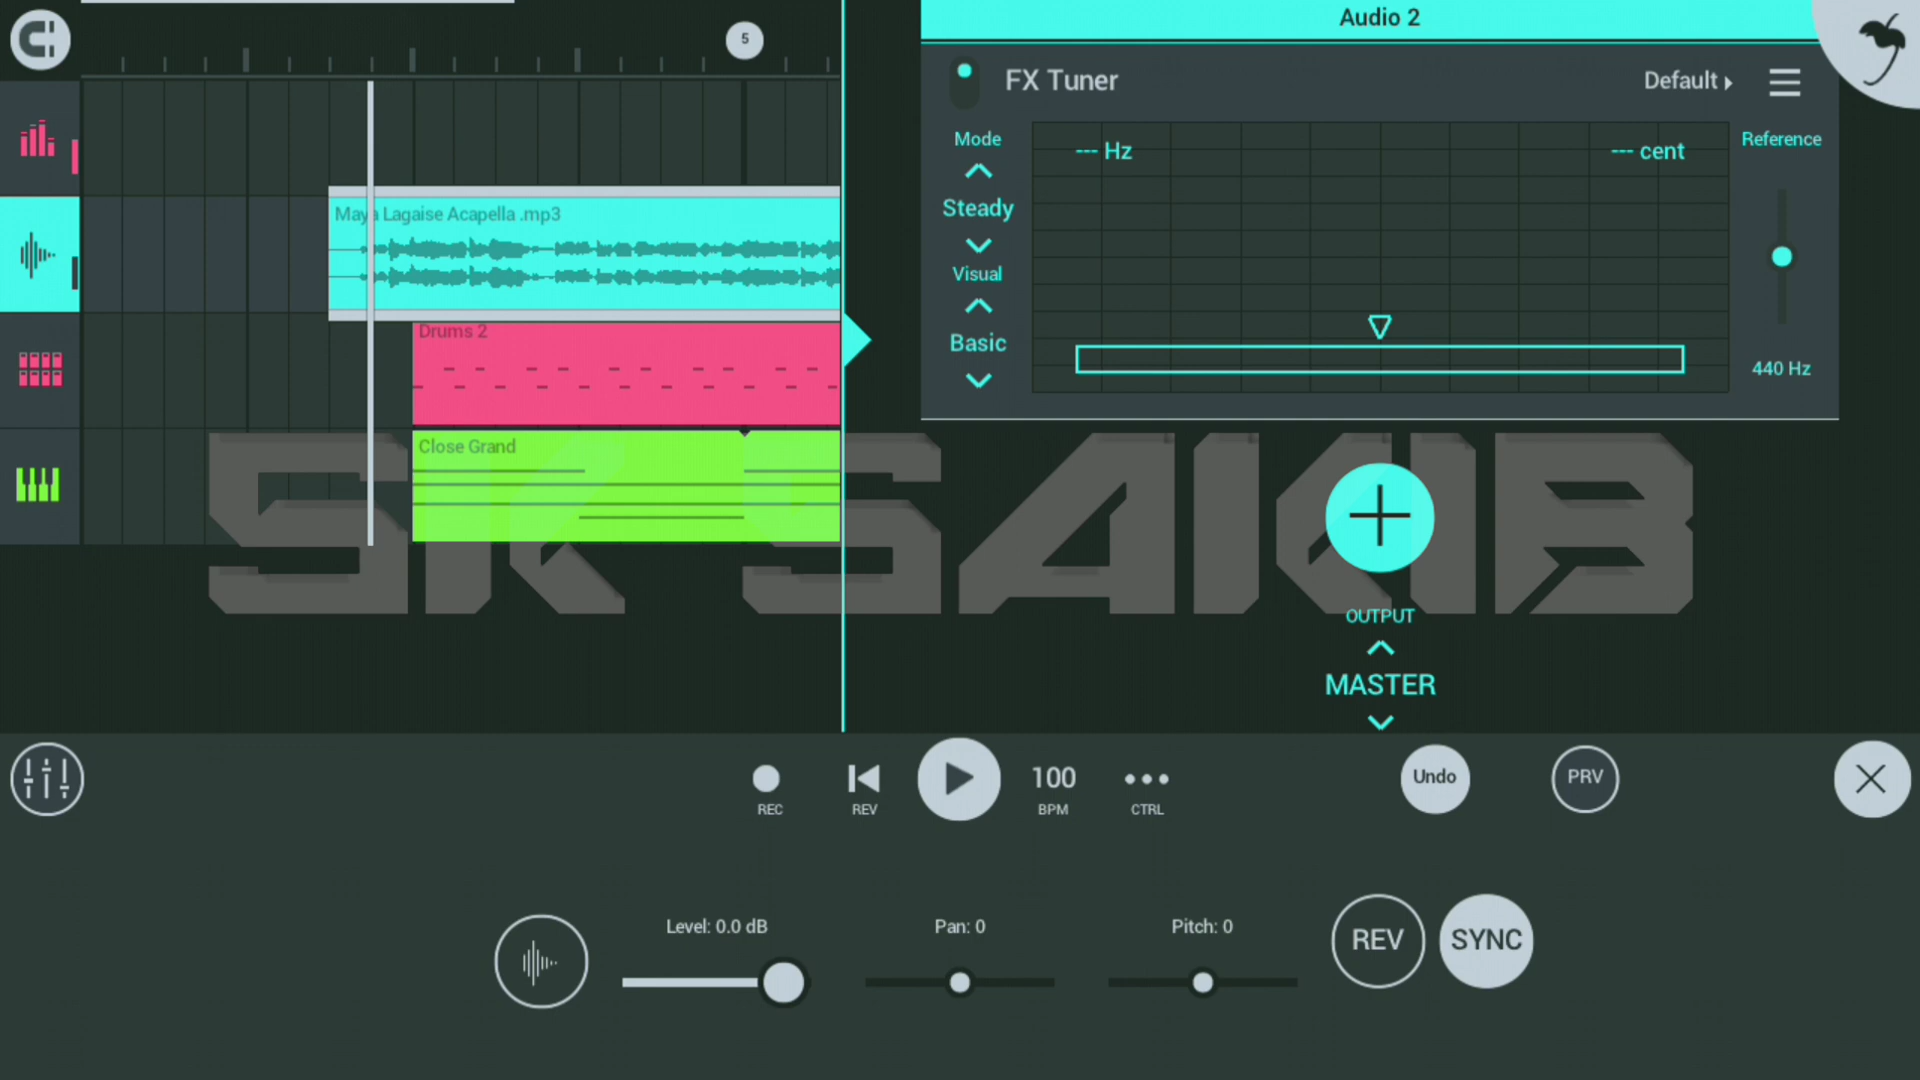 Audio 2
5
FX Tuner
Default
Mode
--- Hz
--- cent
Reference
Steady
Maya Lagaise Acapella .mp3
Visual
Basic
Drums 2
440 Hz
Close Grand
SK SAKIB
OUTPUT
MASTER
REC
REV
100
BPM
CTRL
Undo
PRV
Level: 0.0 dB
Pan: 0
Pitch: 0
REV
SYNC